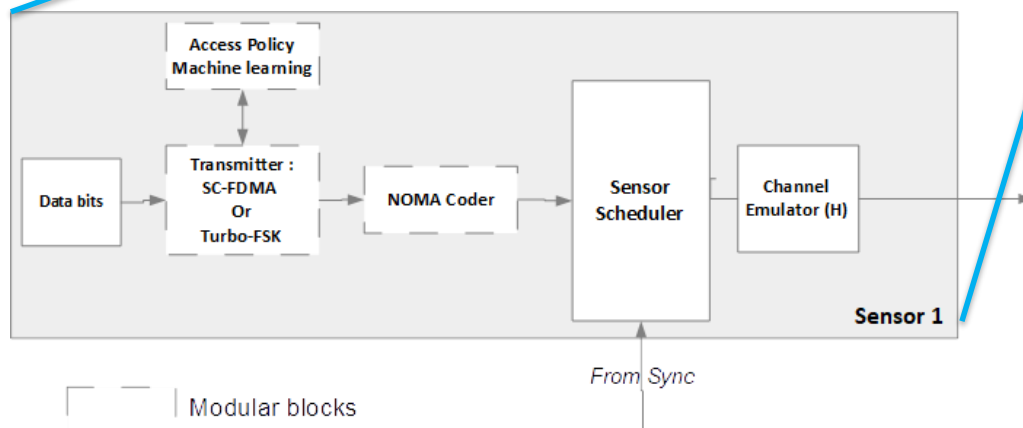 Access Policy
Machine learning
Transmitter :
SC-FDMA
Or
Turbo-FSK
Data bits
NOMA Coder
Sensor
Scheduler
Channel
Emulator (H)
Sensor 1
From Sync
Modular blocks